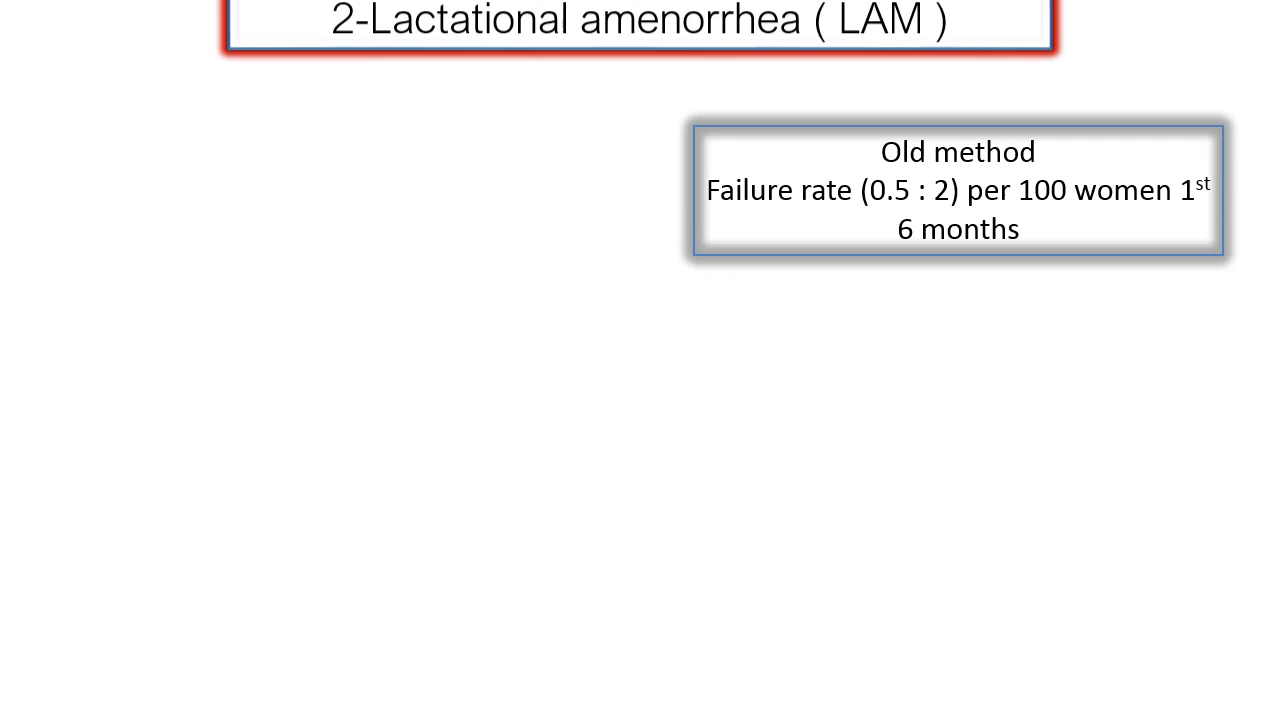 2-Lactational amenorrhea ( LAM )
Old method
Failure rate (0.5 : 2) per 100 women 1st
6 months